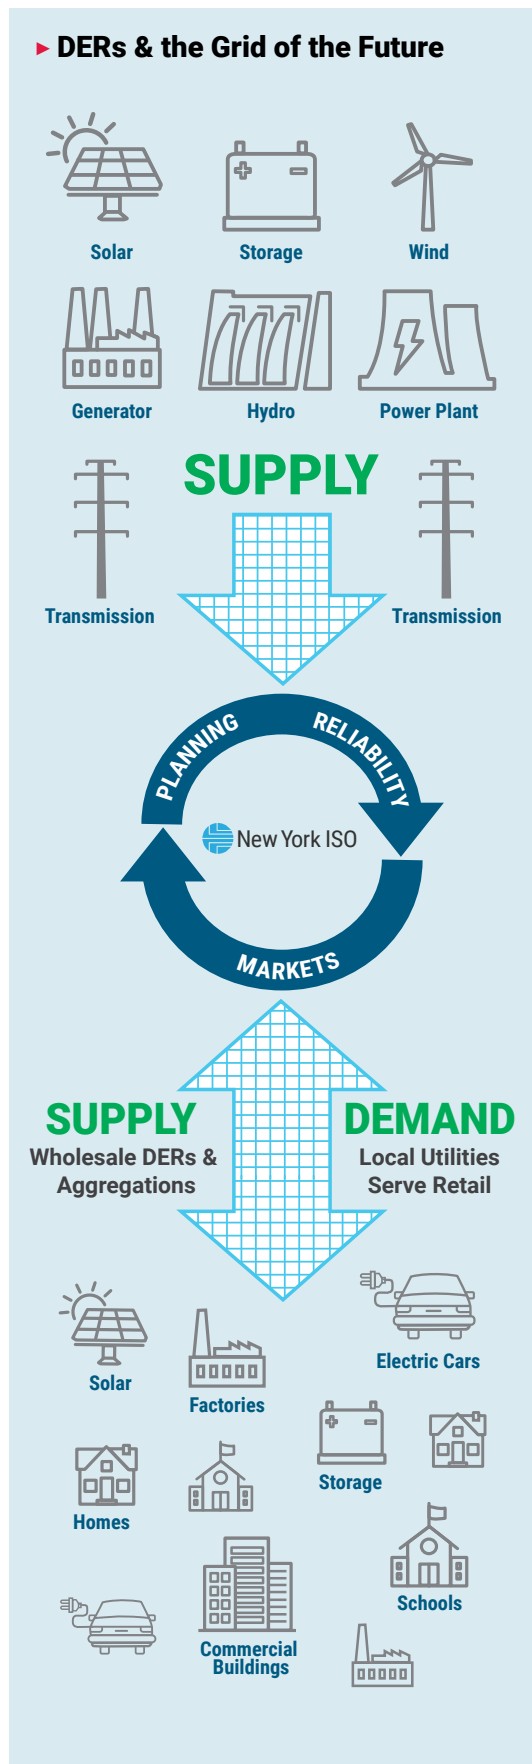 DERs & the Grid of the Future
Solar
Storage
Wind
Generator
Hydro
Power Plant
SUPPLY
Transmission
Transmission
PLANNING
RELIABILITY
New York ISO
MARKETS
SUPPLY
Wholesale DERs &
Aggregations
DEMAND
Local Utilities
Serve Retail
Solar
Factories
Electric Cars
Homes
Storage
Schools
Commercial
Buildings